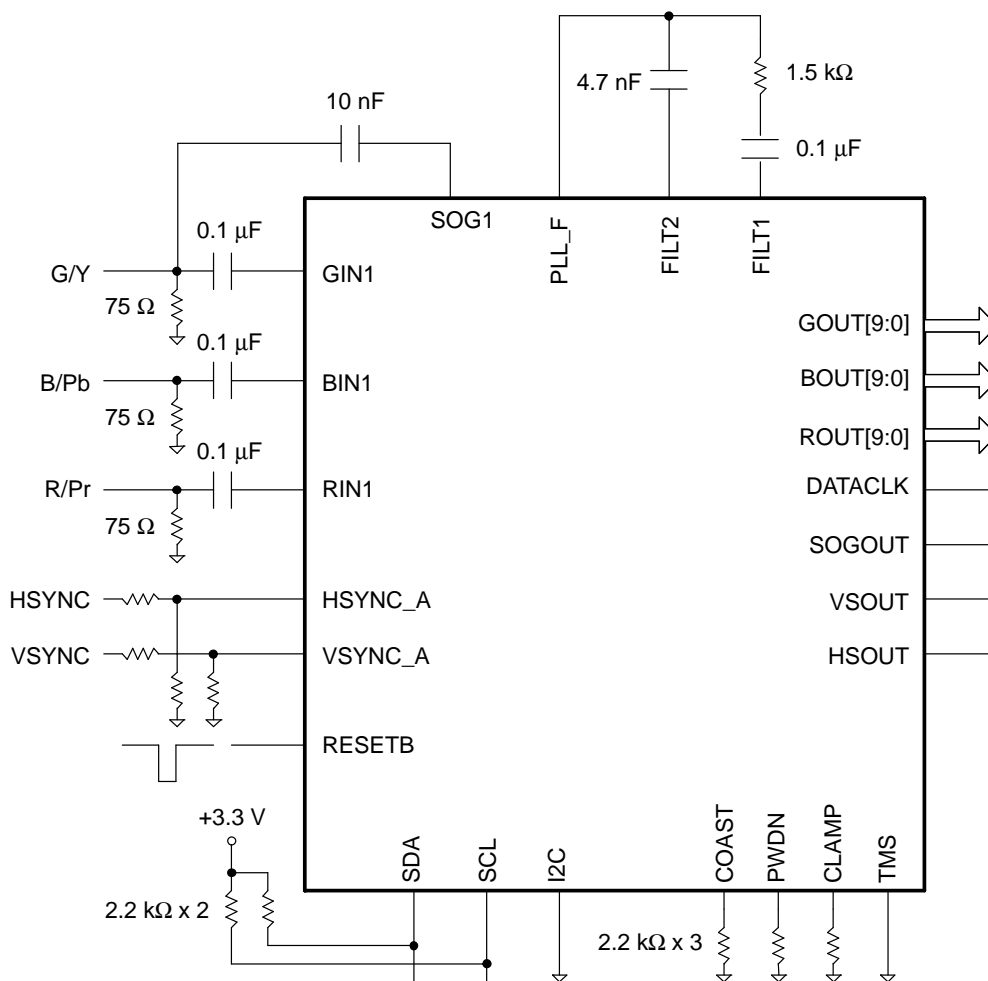 4.7 nF
1.5 kΩ
10 nF
0.1 μF
SOG1
PLL_F
FILT2
FILT1
0.1 μF
G/Y
GIN1
75 Ω
GOUT[9:0]
0.1 μF
B/Pb
BIN1
BOUT[9:0]
75 Ω
ROUT[9:0]
0.1 μF
R/Pr
RIN1
DATACLK
75 Ω
SOGOUT
HSYNC
HSYNC_A
VSOUT
VSYNC
VSYNC_A
HSOUT
RESETB
+3.3 V
SDA
SCL
I2C
COAST
PWDN
CLAMP
TMS
2.2 kΩ x 2
2.2 kΩ x 3